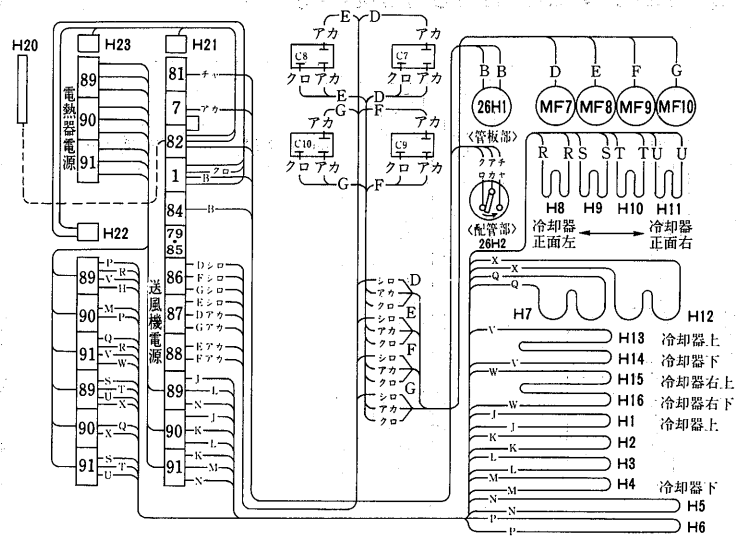 H20
H23
H21
電熱器電源
89
90
91
81
チャ
7
アカ
82
1
クロ
B
84
B
79
・
85
H22
送風機電源
89
P
R
V
H
90
M
P
91
Q
R
V
W
89
S
T
U
X
90
Q
X
91
S
T
U
86
Dシロ
Fシロ
Gシロ
87
Eシロ
Dアカ
Gアカ
88
Eアカ
Fアカ
89
J
L
N
90
J
K
L
91
K
M
N
E D
アカ アカ
C8 C7
クロ アカ アカ クロ
E D
G F
アカ アカ
C10 C9
クロ アカ アカ クロ
G F
シロ
アカ
クロ
D
シロ
アカ
クロ
E
シロ
アカ
クロ
F
シロ
アカ
クロ
G
B B
26H1
〈管板部〉
D E F G
MF7 MF8 MF9 MF10
クロ アカ チャ
〈配管部〉
26H2
R R S S T T U U
H8 H9 H10 H11
冷却器正面左
冷却器正面右
X
X
Q
Q
H7
H12
V
H13 冷却器上
V
H14 冷却器下
W
H15 冷却器右上
W
H16 冷却器右下
J
H1 冷却器上
J
K
H2
K
L
H3
L
M
H4 冷却器下
M
N
H5
N
P
H6
P